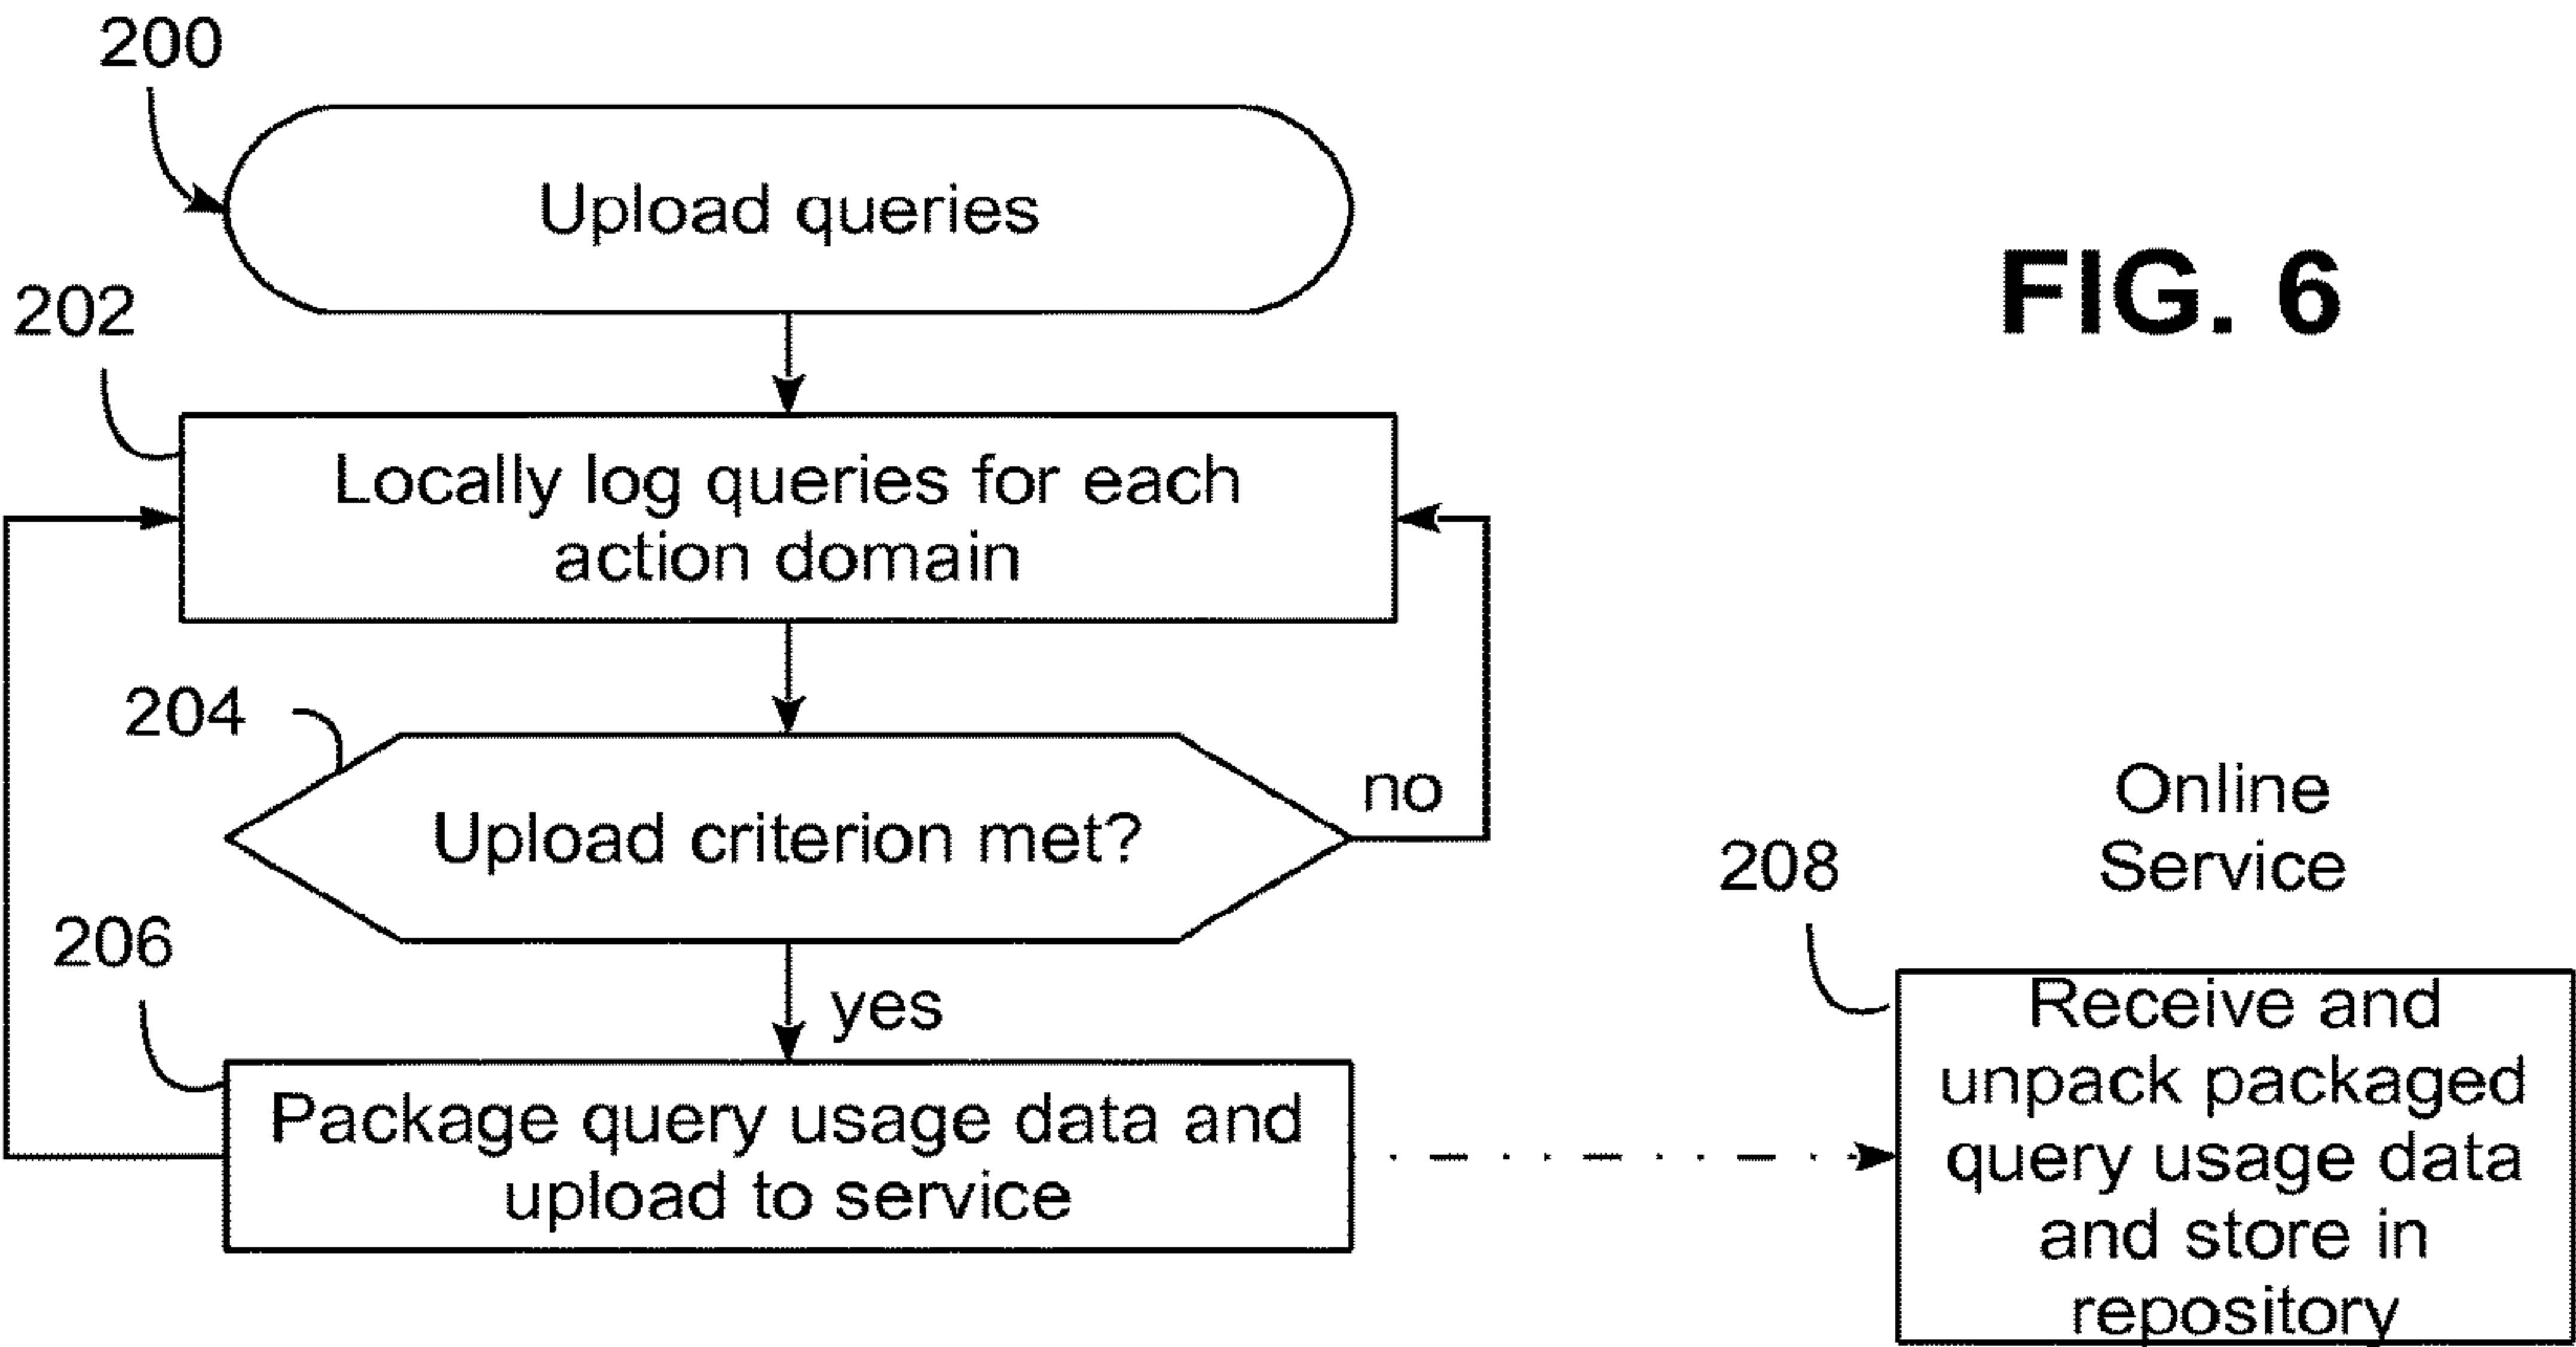 200
Upload queries
FIG. 6
202
Locally log queries for each
action domain
204
Upload criterion met?
no
Online
Service
206
yes
208
Package query usage data and
upload to service
Receive and
unpack packaged
query usage data
and store in
repository